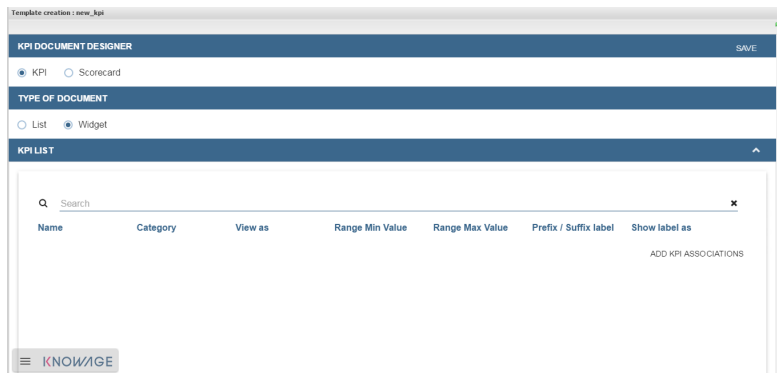 Template creation : new_kpi
KPI DOCUMENT DESIGNER SAVE
KPI Scorecard
TYPE OF DOCUMENT
List Widget
KPI LIST
Search
Name Category View as Range Min Value Range Max Value Prefix / Suffix label Show label as
ADD KPI ASSOCIATIONS
KNOWAGE